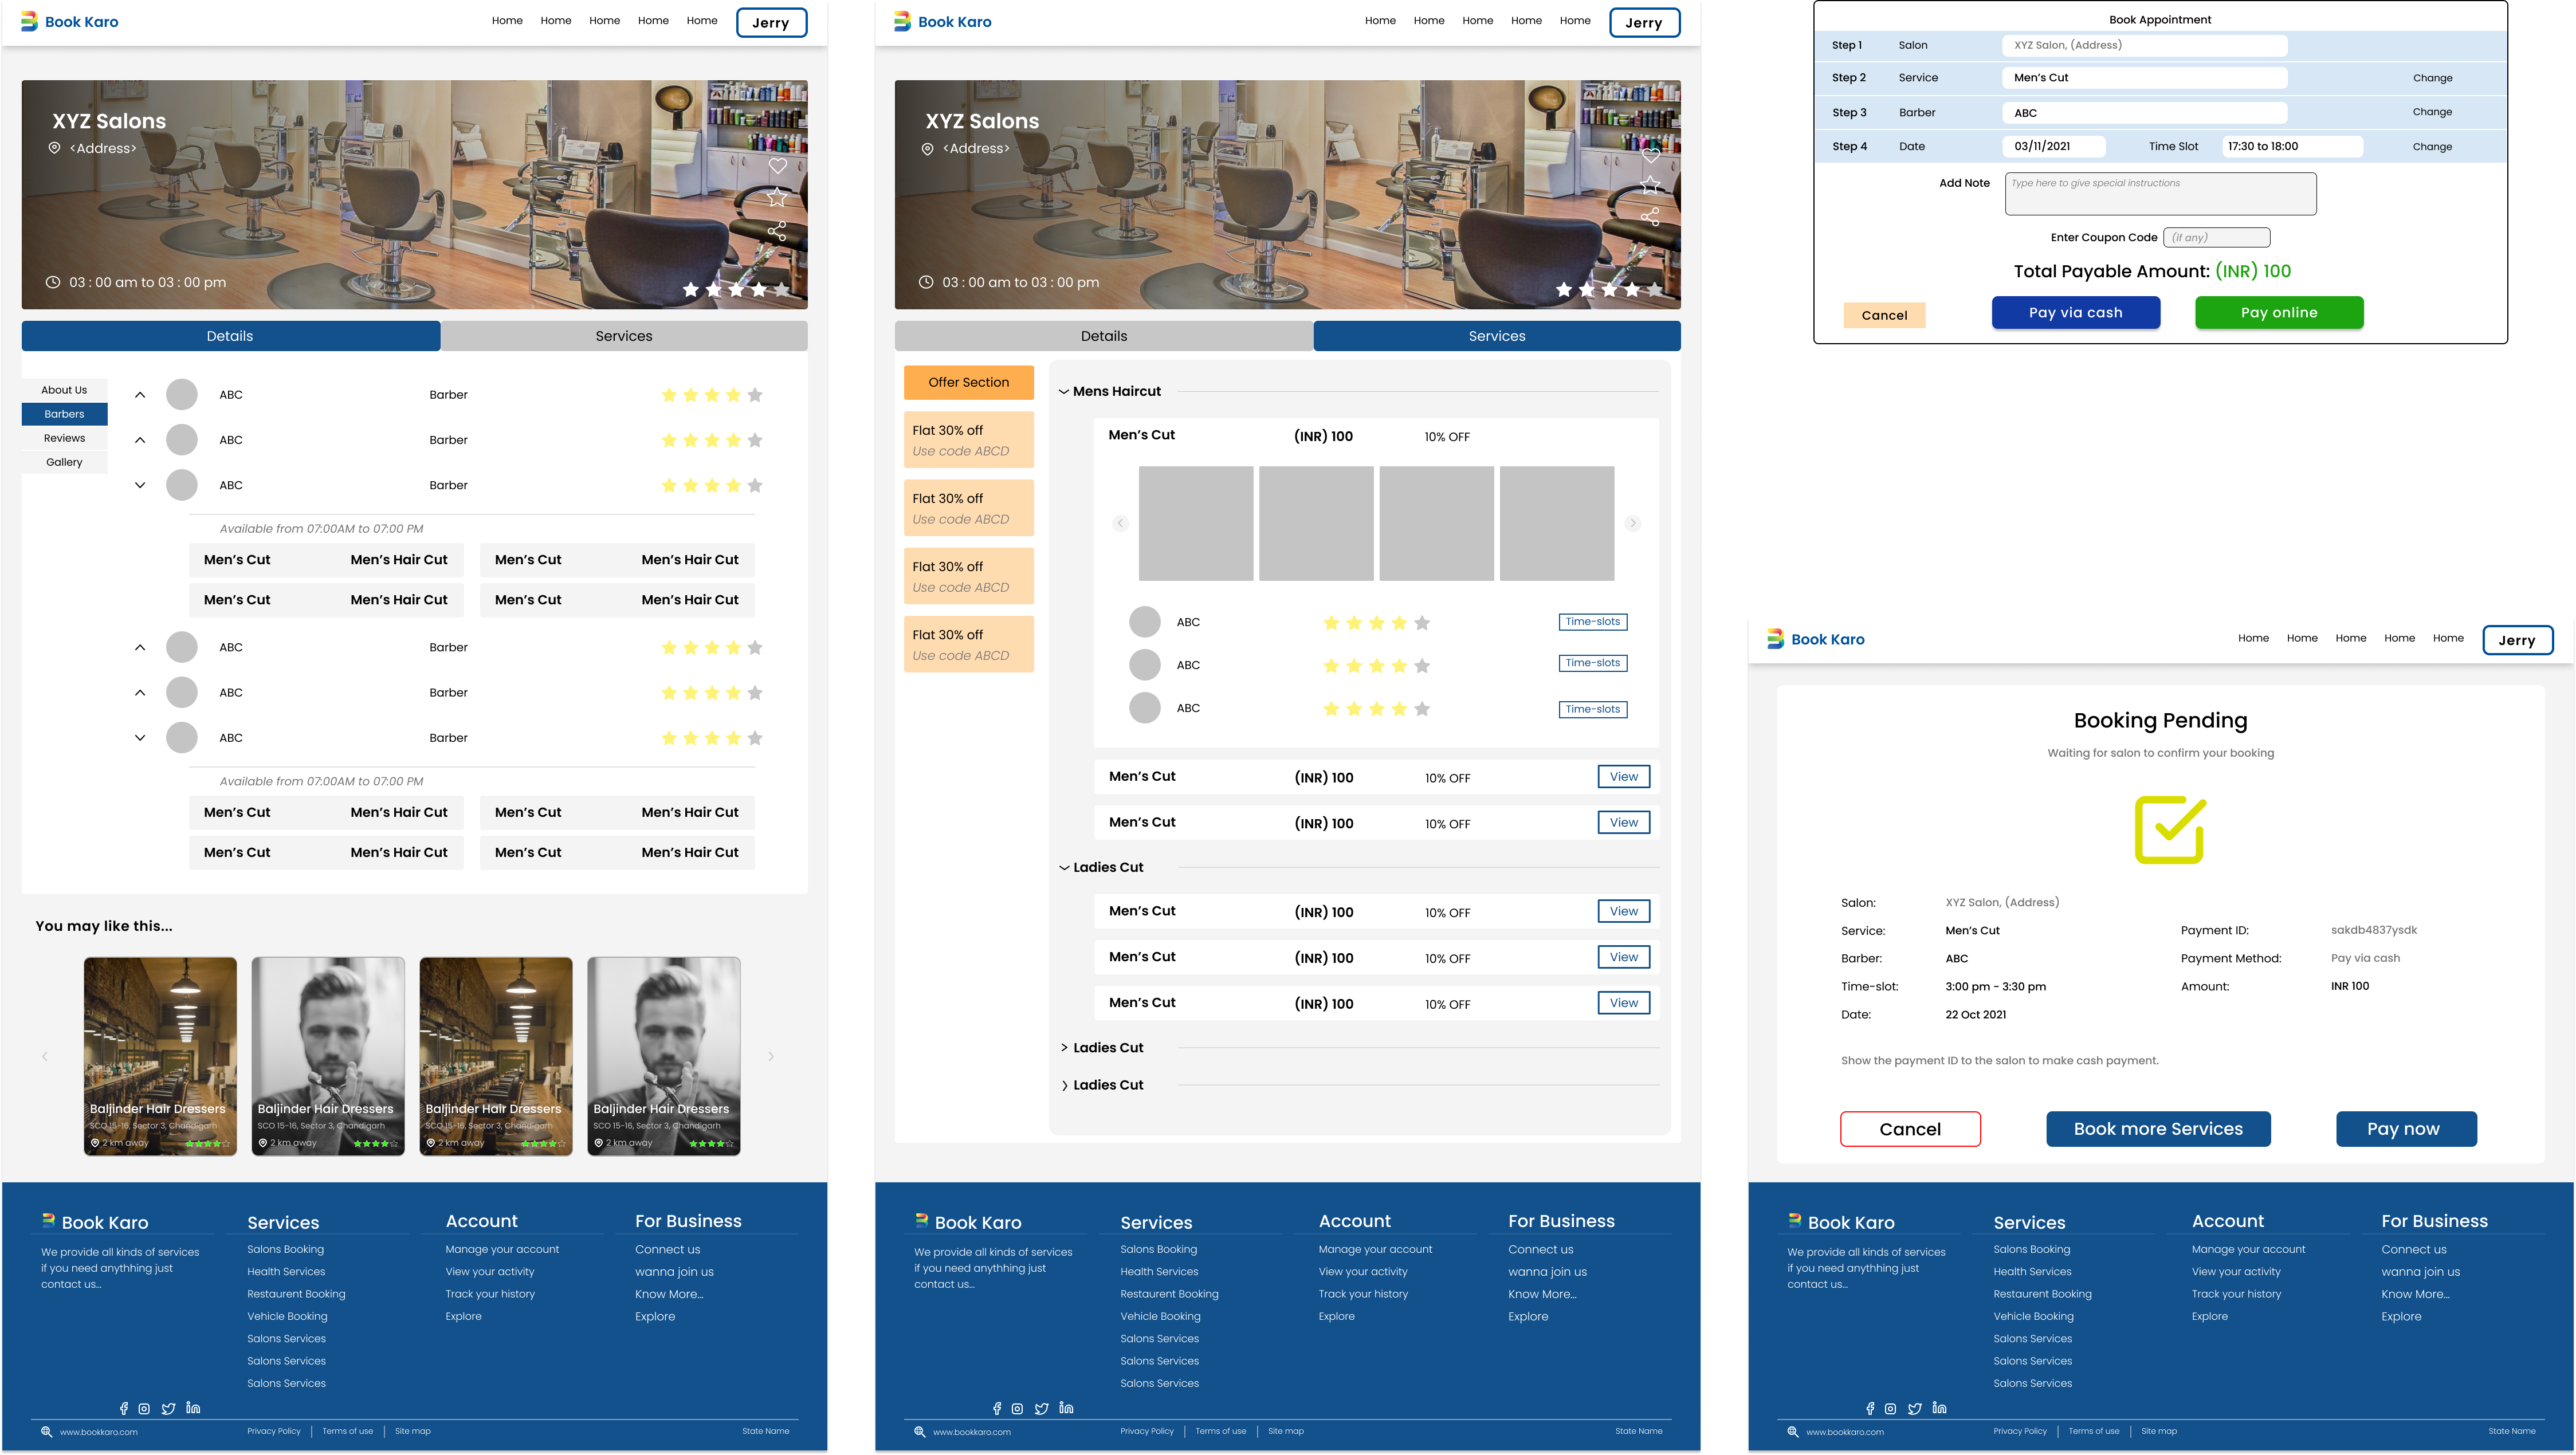 Book Karo
Home Home Home Home Home Jerry
XYZ Salons
<Address>
03 : 00 am to 03 : 00 pm
Details Services
About Us
Barbers
Reviews
Gallery
ABC Barber
ABC Barber
ABC Barber
Available from 07:00AM to 07:00 PM
Men’s Cut Men’s Hair Cut Men’s Cut Men’s Hair Cut
Men’s Cut Men’s Hair Cut Men’s Cut Men’s Hair Cut
ABC Barber
ABC Barber
ABC Barber
Available from 07:00AM to 07:00 PM
Men’s Cut Men’s Hair Cut Men’s Cut Men’s Hair Cut
Men’s Cut Men’s Hair Cut Men’s Cut Men’s Hair Cut
You may like this...
Baljinder Hair Dressers
SCO 15-16, Sector 3, Chandigarh
2 km away
Baljinder Hair Dressers
SCO 15-16, Sector 3, Chandigarh
2 km away
Baljinder Hair Dressers
SCO 15-16, Sector 3, Chandigarh
2 km away
Baljinder Hair Dressers
SCO 15-16, Sector 3, Chandigarh
2 km away
Book Karo
We provide all kinds of services
if you need anythhing just
contact us...
Services
Salons Booking
Health Services
Restaurent Booking
Vehicle Booking
Salons Services
Salons Services
Salons Services
Account
Manage your account
View your activity
Track your history
Explore
For Business
Connect us
wanna join us
Know More...
Explore
www.bookkaro.com Privacy Policy | Terms of use | Site map State Name
Book Karo
Home Home Home Home Home Jerry
XYZ Salons
<Address>
03 : 00 am to 03 : 00 pm
Details Services
Offer Section
Flat 30% off
Use code ABCD
Flat 30% off
Use code ABCD
Flat 30% off
Use code ABCD
Flat 30% off
Use code ABCD
Mens Haircut
Men’s Cut (INR) 100 10% OFF
ABC Time-slots
ABC Time-slots
ABC Time-slots
Men’s Cut (INR) 100 10% OFF View
Men’s Cut (INR) 100 10% OFF View
Ladies Cut
Men’s Cut (INR) 100 10% OFF View
Men’s Cut (INR) 100 10% OFF View
Men’s Cut (INR) 100 10% OFF View
Ladies Cut
Ladies Cut
Book Karo
We provide all kinds of services
if you need anythhing just
contact us...
Services
Salons Booking
Health Services
Restaurent Booking
Vehicle Booking
Salons Services
Salons Services
Salons Services
Account
Manage your account
View your activity
Track your history
Explore
For Business
Connect us
wanna join us
Know More...
Explore
www.bookkaro.com Privacy Policy | Terms of use | Site map State Name
Book Appointment
Step 1 Salon XYZ Salon, (Address)
Step 2 Service Men’s Cut Change
Step 3 Barber ABC Change
Step 4 Date 03/11/2021 Time Slot 17:30 to 18:00 Change
Add Note Type here to give special instructions
Enter Coupon Code (if any)
Total Payable Amount: (INR) 100
Cancel Pay via cash Pay online
Book Karo
Home Home Home Home Home Jerry
Booking Pending
Waiting for salon to confirm your booking
Salon: XYZ Salon, (Address)
Service: Men’s Cut Payment ID: sakdb4837ysdk
Barber: ABC Payment Method: Pay via cash
Time-slot: 3:00 pm - 3:30 pm Amount: INR 100
Date: 22 Oct 2021
Show the payment ID to the salon to make cash payment.
Cancel Book more Services Pay now
Book Karo
We provide all kinds of services
if you need anythhing just
contact us...
Services
Salons Booking
Health Services
Restaurent Booking
Vehicle Booking
Salons Services
Salons Services
Salons Services
Account
Manage your account
View your activity
Track your history
Explore
For Business
Connect us
wanna join us
Know More...
Explore
www.bookkaro.com Privacy Policy | Terms of use | Site map State Name